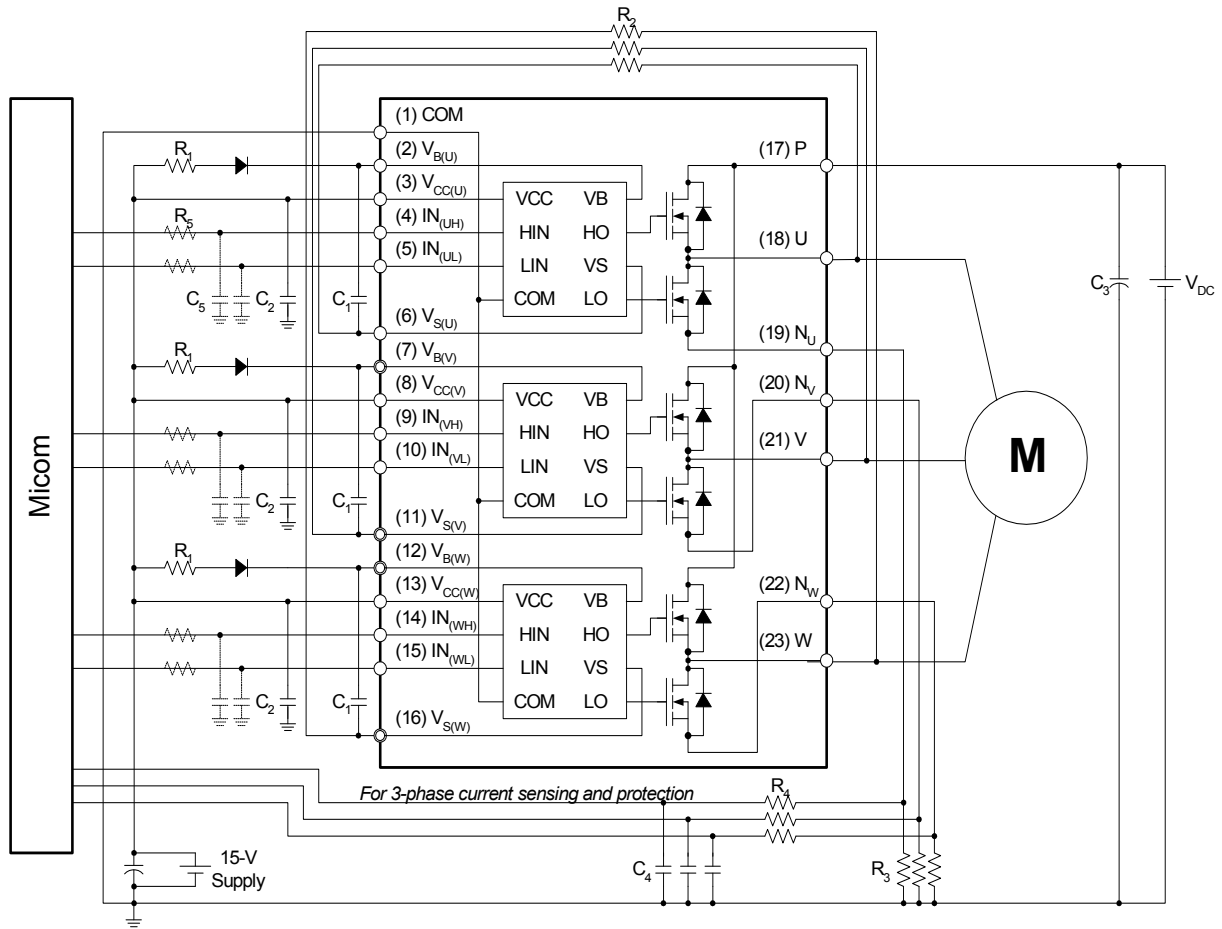 R2
Micom
(1) COM
(2) VB(U)
(3) VCC(U)
(4) IN(UH)
(5) IN(UL)
(6) VS(U)
(7) VB(V)
(8) VCC(V)
(9) IN(VH)
(10) IN(VL)
(11) VS(V)
(12) VB(W)
(13) VCC(W)
(14) IN(WH)
(15) IN(WL)
(16) VS(W)
R1
R5
C5
C2
C1
R1
C2
C1
R1
C2
C1
VCC VB
HIN HO
LIN VS
COM LO
VCC VB
HIN HO
LIN VS
COM LO
VCC VB
HIN HO
LIN VS
COM LO
(17) P
(18) U
(19) NU
(20) NV
(21) V
(22) NW
(23) W
C3
VDC
M
For 3-phase current sensing and protection
R4
C4
R3
15-V
Supply